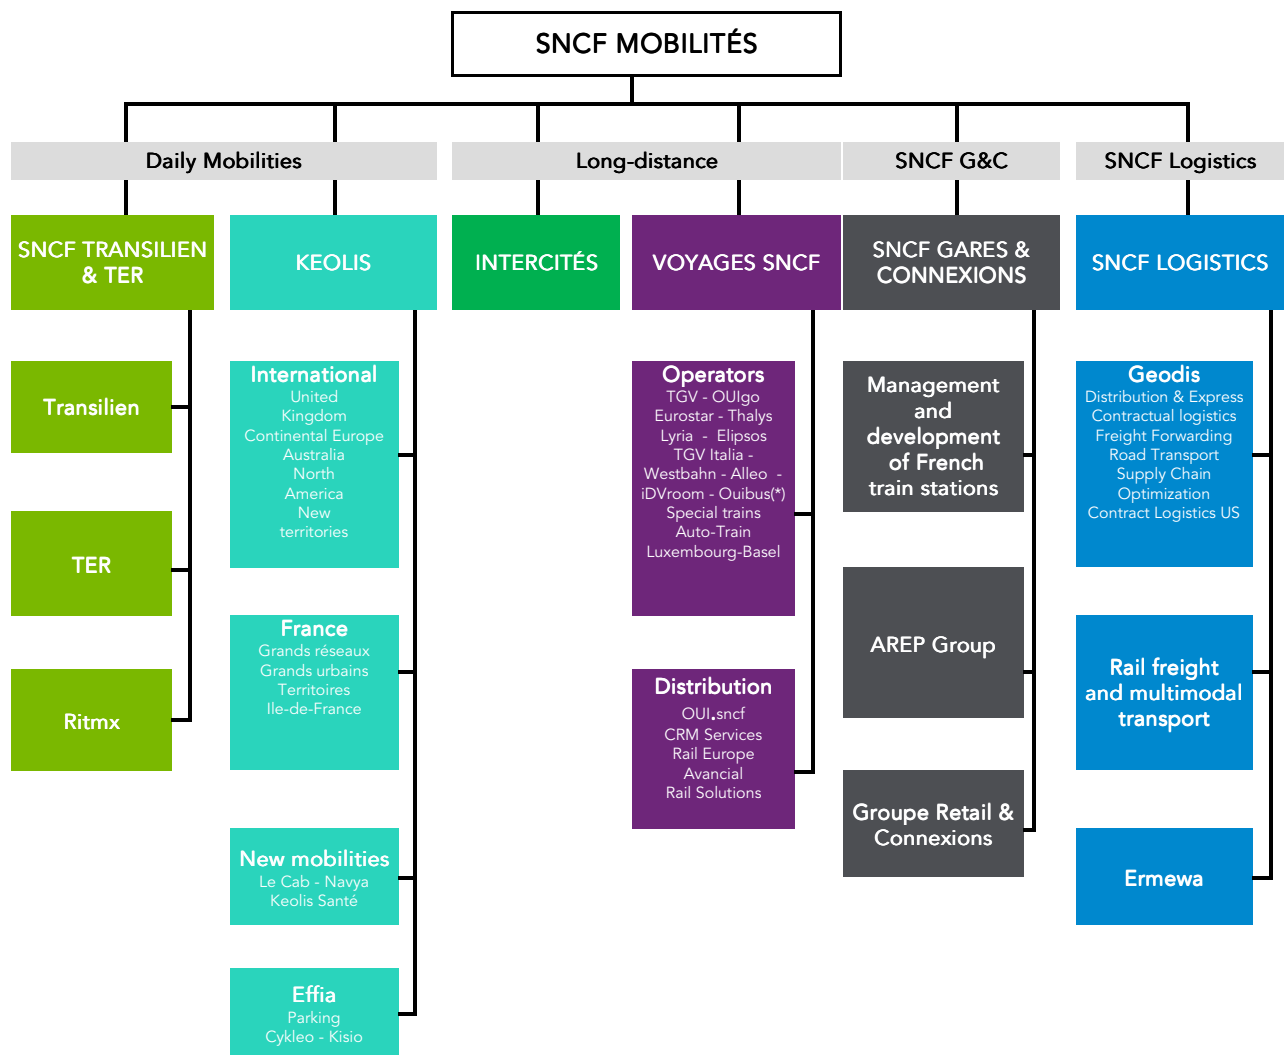 SNCF MOBILITÉS
Daily Mobilities
Long-distance
SNCF G&C
SNCF Logistics
SNCF TRANSILIEN
& TER
KEOLIS
INTERCITÉS
VOYAGES SNCF
SNCF GARES &
CONNEXIONS
SNCF LOGISTICS
Transilien
TER
Ritmx
International
United
Kingdom
Continental Europe
Australia
North
America
New
territories
France
Grands réseaux
Grands urbains
Territoires
Ile-de-France
New mobilities
Le Cab - Navya
Keolis Santé
Effia
Parking
Cykleo - Kisio
Operators
TGV - OUIgo
Eurostar - Thalys
Lyria - Elipsos
TGV Italia -
Westbahn - Alleo -
iDVroom - Ouibus(*)
Special trains
Auto-Train
Luxembourg-Basel
Distribution
OUI.sncf
CRM Services
Rail Europe
Avancial
Rail Solutions
Management
and
development
of French
train stations
AREP Group
Groupe Retail &
Connexions
Geodis
Distribution & Express
Contractual logistics
Freight Forwarding
Road Transport
Supply Chain
Optimization
Contract Logistics US
Rail freight
and multimodal
transport
Ermewa